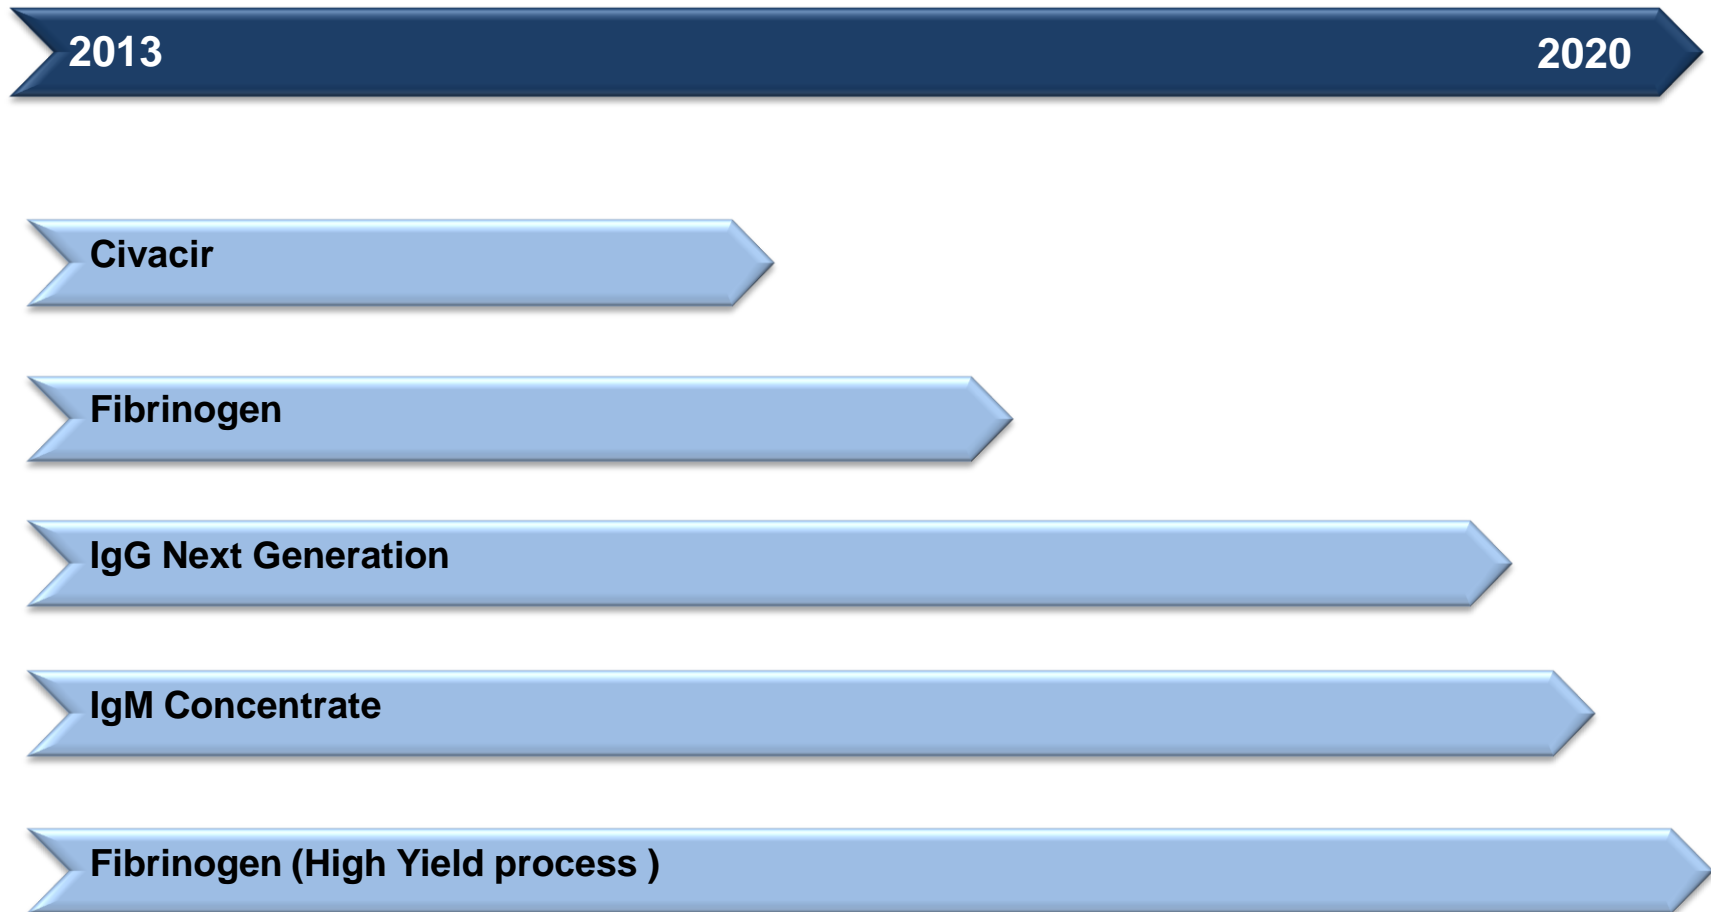 2013 2020
Civacir
Fibrinogen
IgG Next Generation
IgM Concentrate
Fibrinogen (High Yield process )